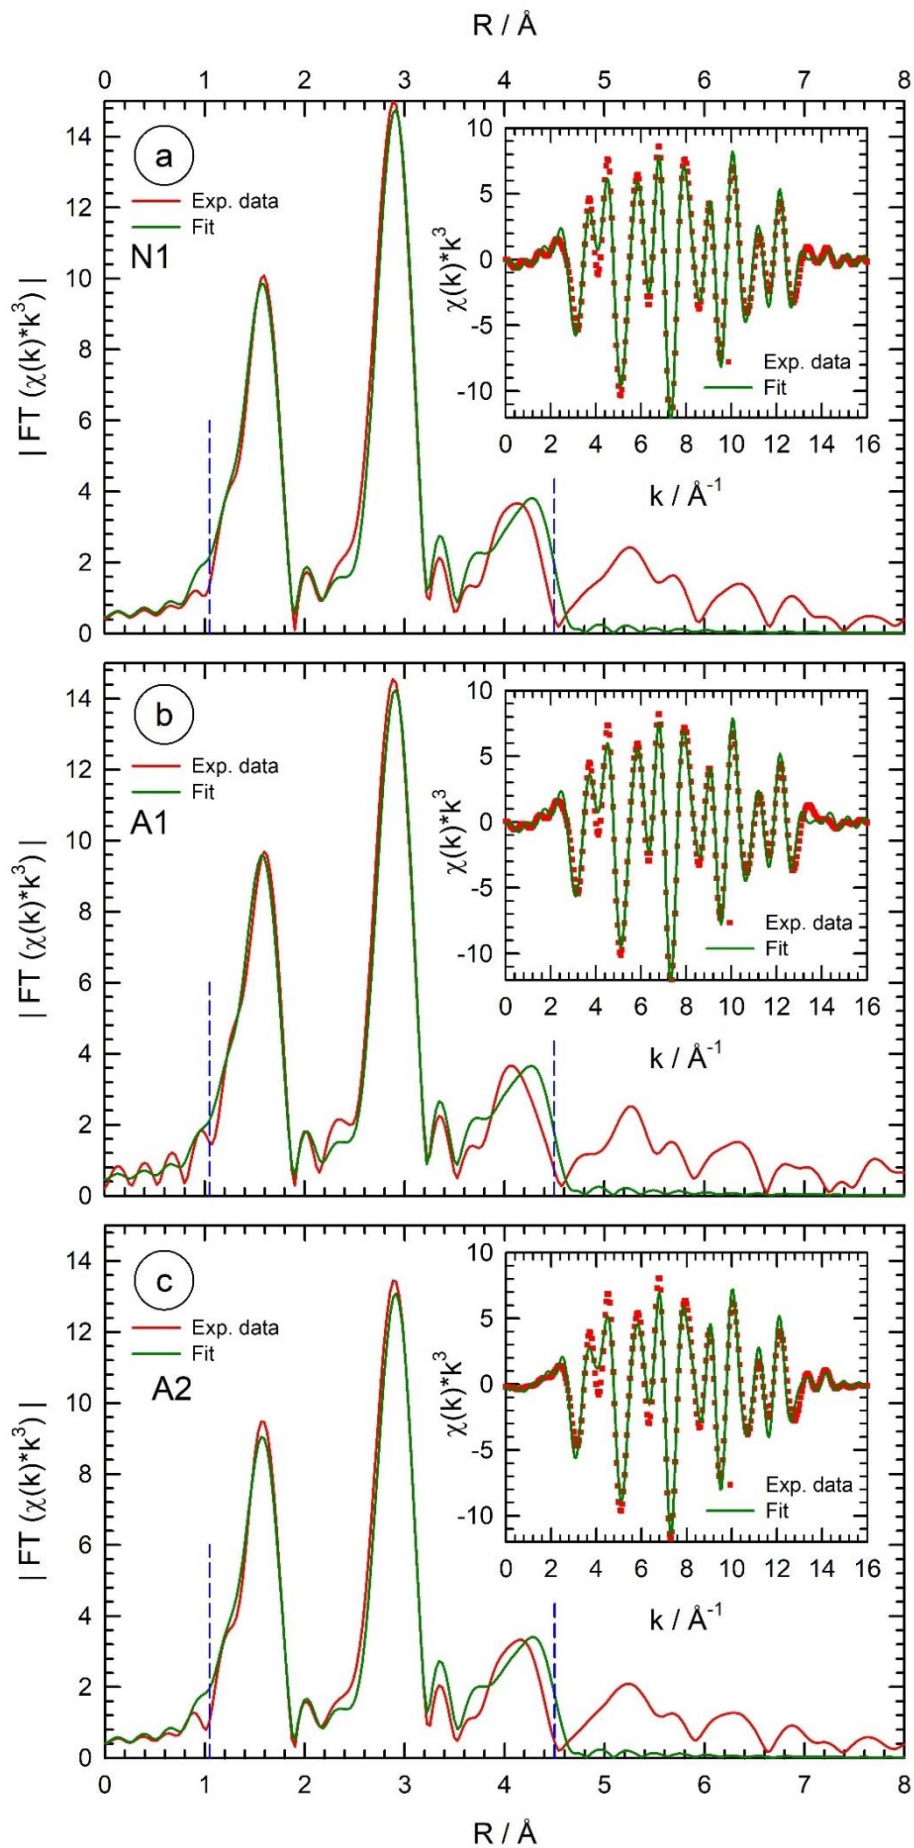 R / Å
0 1 2 3 4 5 6 7 8
a
Exp. data
Fit
N1
| FT (χ(k)*k³) |
14
12
10
8
6
4
2
0
10
5
0
-5
-10
χ(k)*k³
Exp. data
Fit
0 2 4 6 8 10 12 14 16
k / Å⁻¹
b
Exp. data
Fit
A1
| FT (χ(k)*k³) |
14
12
10
8
6
4
2
0
10
5
0
-5
-10
χ(k)*k³
Exp. data
Fit
0 2 4 6 8 10 12 14 16
k / Å⁻¹
c
Exp. data
Fit
A2
| FT (χ(k)*k³) |
14
12
10
8
6
4
2
0
10
5
0
-5
-10
χ(k)*k³
Exp. data
Fit
0 2 4 6 8 10 12 14 16
k / Å⁻¹
0 1 2 3 4 5 6 7 8
R / Å